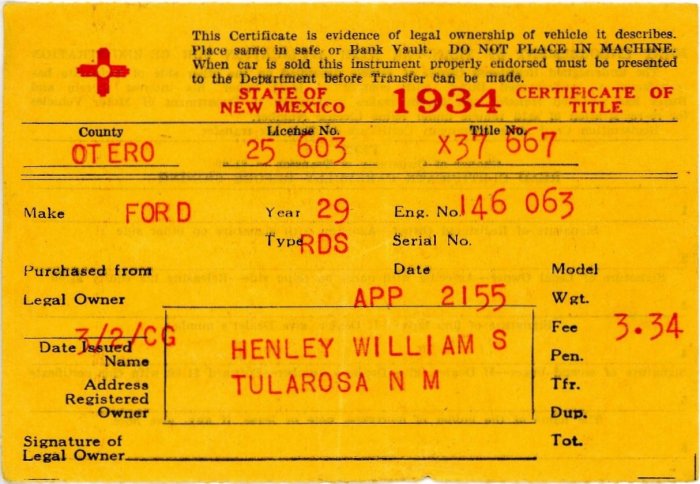 This Certificate is evidence of legal ownership of vehicle it describes.
Place same in safe or Bank Vault. DO NOT PLACE IN MACHINE.
When car is sold this instrument properly endorsed must be presented
to the Department before Transfer can be made.
STATE OF NEW MEXICO 1934 CERTIFICATE OF TITLE
County License No. Title No.
OTERO 25 603 X37 667
Make FORD Year 29 Eng. No. 146 063
Type RDS Serial No.
Purchased from Date Model
Legal Owner APP 2155 Wgt.
3/2/CG Fee 3.34
Date Issued
Name HENLEY WILLIAM S Pen.
Address TULAROSA N M Tfr.
Registered
Owner Dup.
Signature of Tot.
Legal Owner